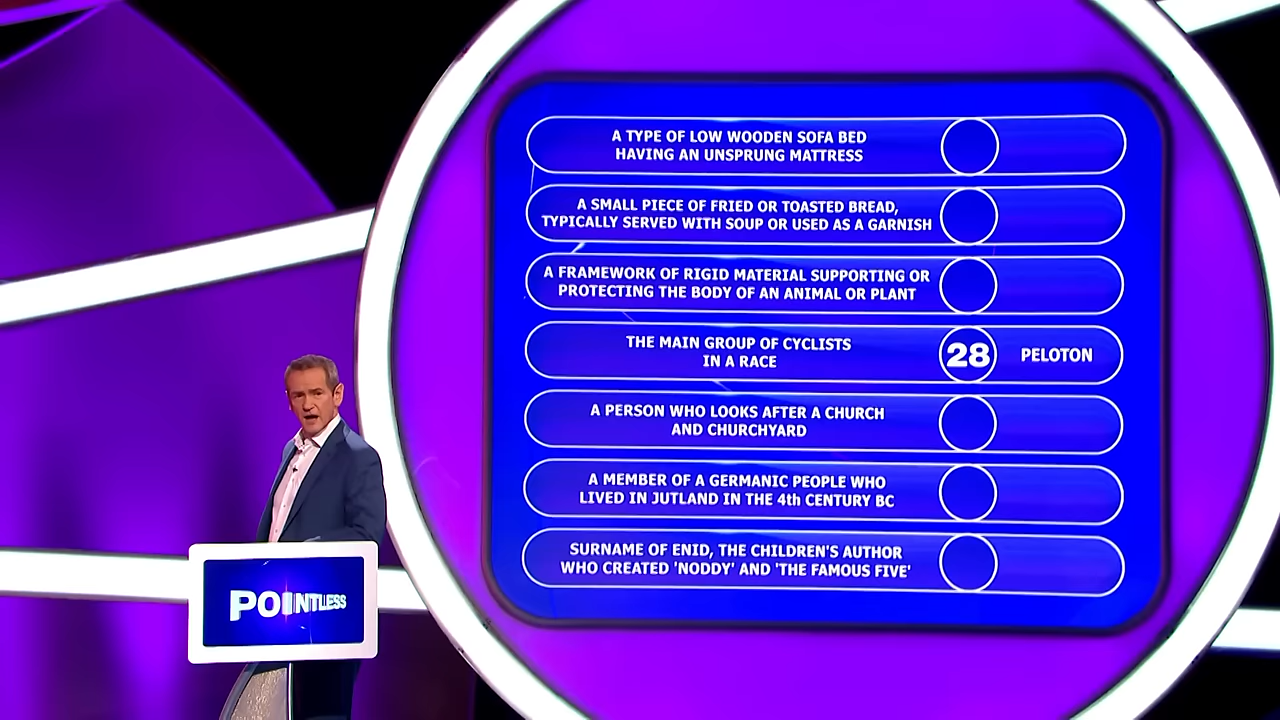 A TYPE OF LOW WOODEN SOFA BED
HAVING AN UNSPRUNG MATTRESS
A SMALL PIECE OF FRIED OR TOASTED BREAD,
TYPICALLY SERVED WITH SOUP OR USED AS A GARNISH
A FRAMEWORK OF RIGID MATERIAL SUPPORTING OR
PROTECTING THE BODY OF AN ANIMAL OR PLANT
THE MAIN GROUP OF CYCLISTS
IN A RACE
28 PELOTON
A PERSON WHO LOOKS AFTER A CHURCH
AND CHURCHYARD
A MEMBER OF A GERMANIC PEOPLE WHO
LIVED IN JUTLAND IN THE 4th CENTURY BC
SURNAME OF ENID, THE CHILDREN'S AUTHOR
WHO CREATED 'NODDY' AND 'THE FAMOUS FIVE'
POINTLESS